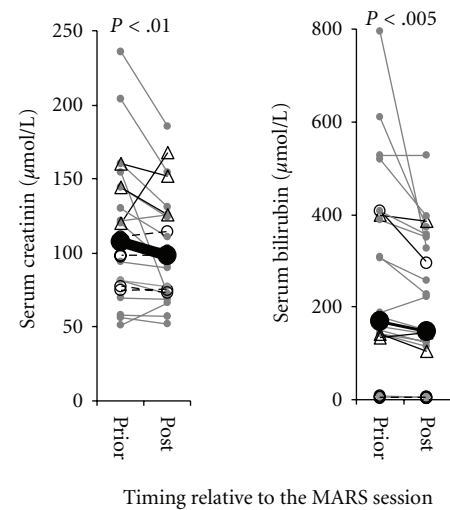 P < .01
250
200
150
100
50
0
Serum creatinin (μmol/L)
Prior
Post
P < .005
800
600
400
200
0
Serum bilirubin (μmol/L)
Prior
Post
Timing relative to the MARS session